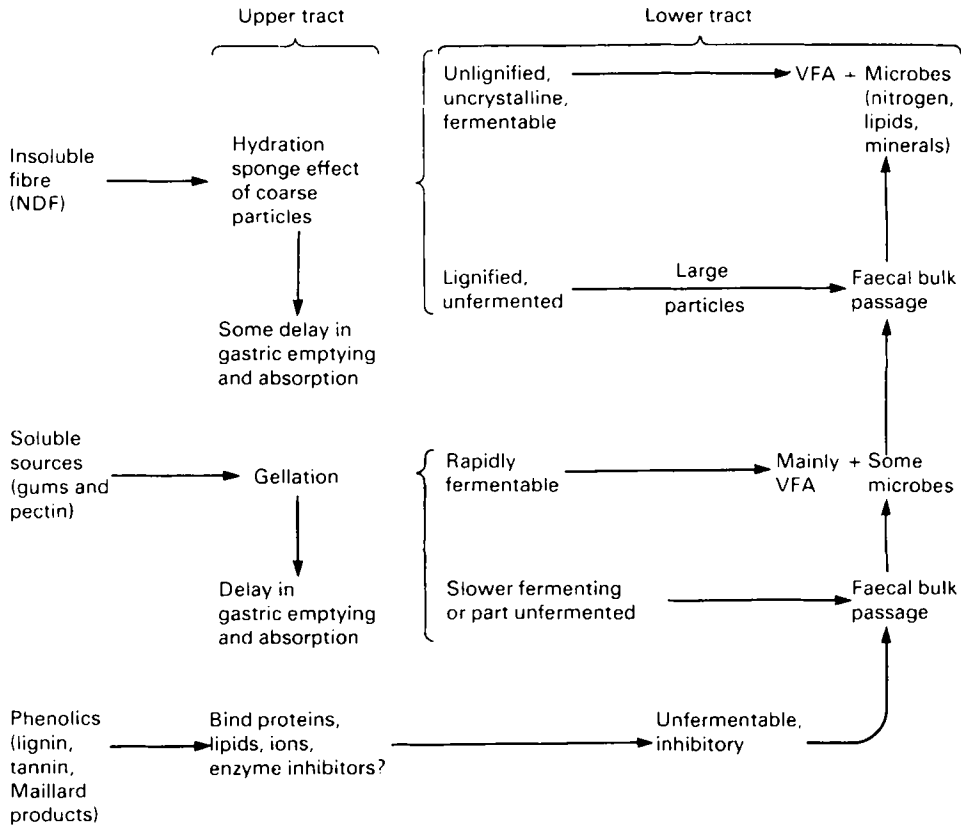 Upper tract
Lower tract
Insoluble
fibre
(NDF)
Hydration
sponge effect
of coarse
particles
Some delay in
gastric emptying
and absorption
Unlignified,
uncrystalline,
fermentable
VFA + Microbes
(nitrogen,
lipids,
minerals)
Lignified,
unfermented
Large
particles
Faecal bulk
passage
Soluble
sources
(gums and
pectin)
Gellation
Delay in
gastric emptying
and absorption
Rapidly
fermentable
Mainly + Some
VFA microbes
Slower fermenting
or part unfermented
Faecal bulk
passage
Phenolics
(lignin,
tannin,
Maillard
products)
Bind proteins,
lipids, ions,
enzyme inhibitors?
Unfermentable,
inhibitory